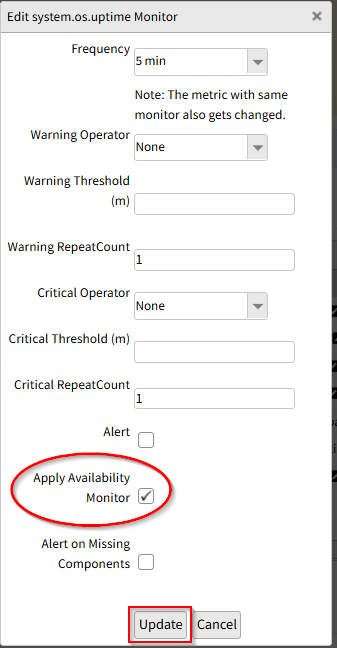 Edit system.os.uptime Monitor
Frequency
5 min
Note: The metric with same
monitor also gets changed.
Warning Operator
None
Warning Threshold
(m)
Warning RepeatCount
1
Critical Operator
None
Critical Threshold (m)
Critical RepeatCount
1
Alert
Apply Availability
Monitor
Alert on Missing
Components
Update
Cancel